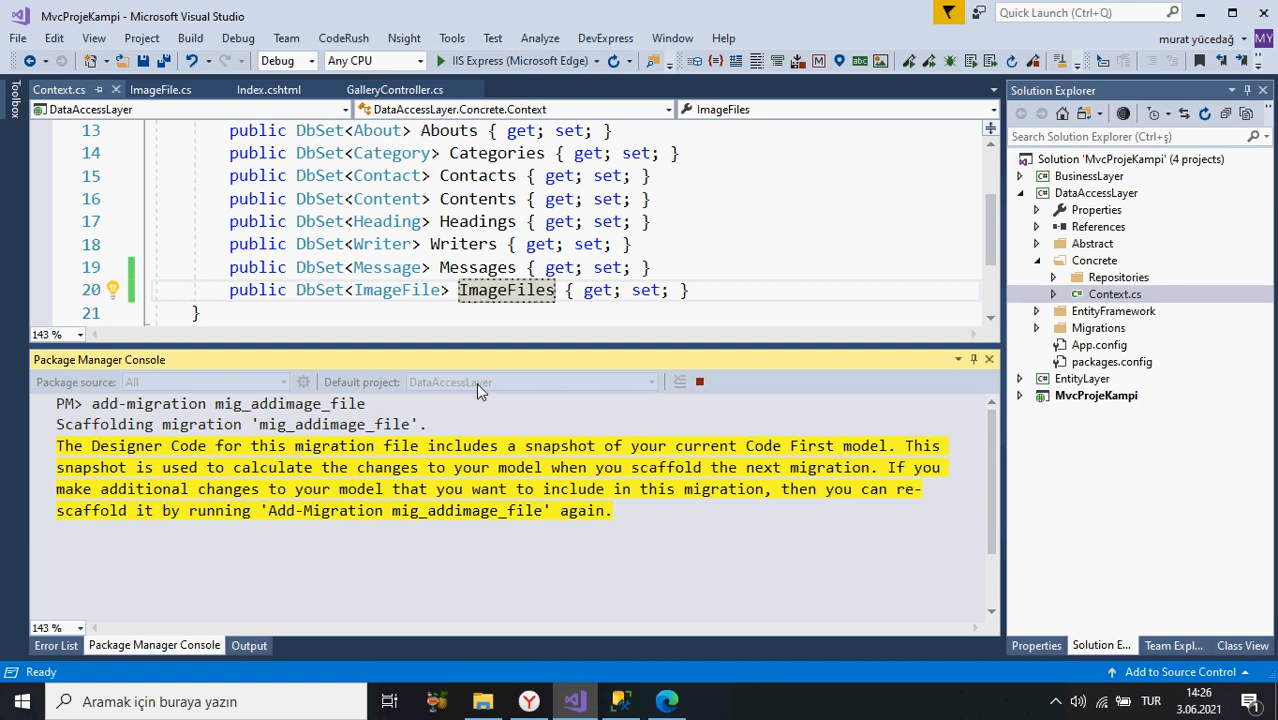 MvcProjeKampi - Microsoft Visual Studio
Quick Launch (Ctrl+Q)
File Edit View Project Build Debug Team CodeRush Nsight Tools Test Analyze DevExpress Window Help
murat yücedağ MY
Debug Any CPU IIS Express (Microsoft Edge)
Toolbox
Context.cs ImageFile.cs Index.cshtml GalleryController.cs
DataAccessLayer DataAccessLayer.Concrete.Context ImageFiles
13 public DbSet<About> Abouts { get; set; }
14 public DbSet<Category> Categories { get; set; }
15 public DbSet<Contact> Contacts { get; set; }
16 public DbSet<Content> Contents { get; set; }
17 public DbSet<Heading> Headings { get; set; }
18 public DbSet<Writer> Writers { get; set; }
19 public DbSet<Message> Messages { get; set; }
20 public DbSet<ImageFile> ImageFiles { get; set; }
21 }
143 %
Package Manager Console
Package source: All Default project: DataAccessLayer
PM> add-migration mig_addimage_file
Scaffolding migration 'mig_addimage_file'.
The Designer Code for this migration file includes a snapshot of your current Code First model. This
snapshot is used to calculate the changes to your model when you scaffold the next migration. If you
make additional changes to your model that you want to include in this migration, then you can re-
scaffold it by running 'Add-Migration mig_addimage_file' again.
143 %
Error List Package Manager Console Output
Solution Explorer
Search Solution Explorer (Ctrl+ş)
Solution 'MvcProjeKampi' (4 projects)
BusinessLayer
DataAccessLayer
Properties
References
Abstract
Concrete
Repositories
Context.cs
EntityFramework
Migrations
App.config
packages.config
EntityLayer
MvcProjeKampi
Properties Solution E... Team Expl... Class View
Ready Add to Source Control
Aramak için buraya yazın
TUR
14:26
3.06.2021
1